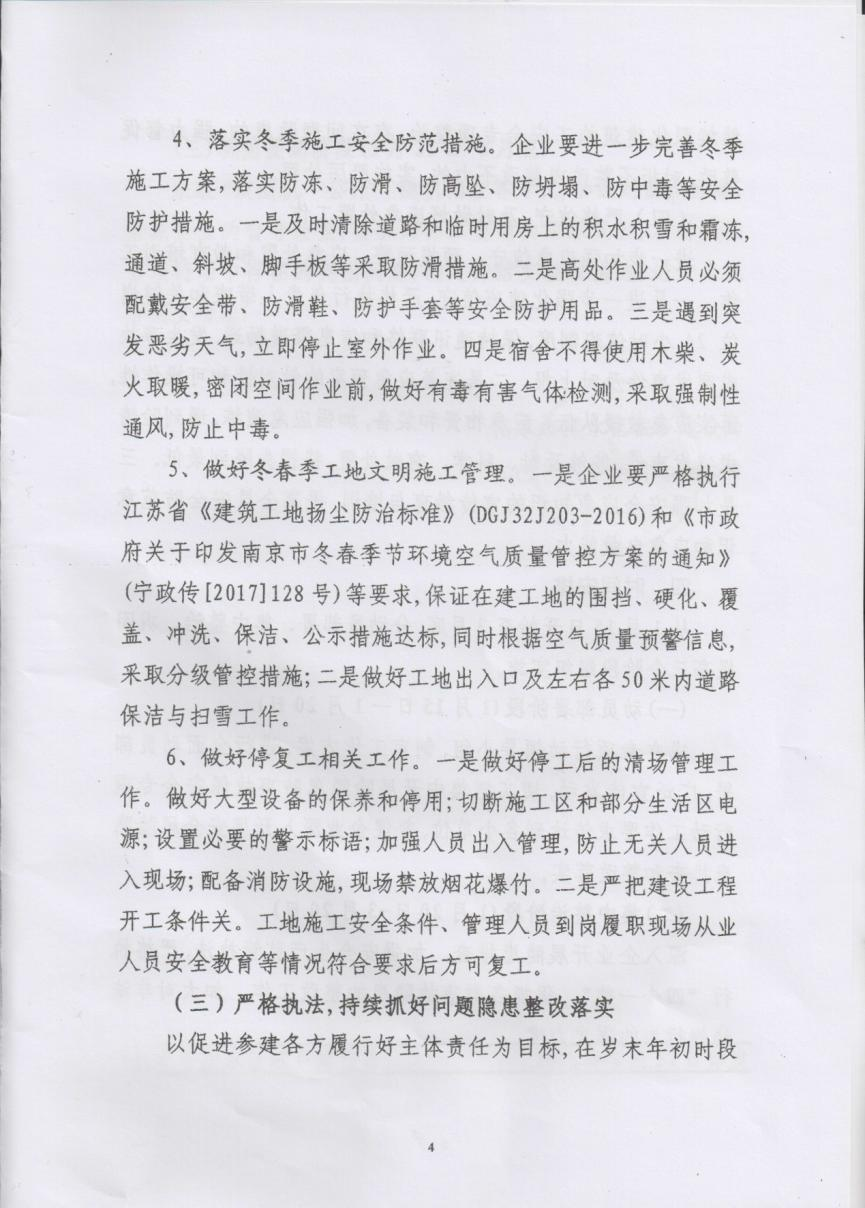 4、落实冬季施工安全防范措施。企业要进一步完善冬季
施工方案,落实防冻、防滑、防高坠、防坍塌、防中毒等安全
防护措施。一是及时清除道路和临时用房上的积水积雪和霜冻,
通道、斜坡、脚手板等采取防滑措施。二是高处作业人员必须
配戴安全带、防滑鞋、防护手套等安全防护用品。三是遇到突
发恶劣天气,立即停止室外作业。四是宿舍不得使用木柴、炭
火取暖,密闭空间作业前,做好有毒有害气体检测,采取强制性
通风,防止中毒。
5、做好冬春季工地文明施工管理。一是企业要严格执行
江苏省《建筑工地扬尘防治标准》(DGJ32J203-2016)和《市政
府关于印发南京市冬春季节环境空气质量管控方案的通知》
(宁政传[2017]128 号)等要求,保证在建工地的围挡、硬化、覆
盖、冲洗、保洁、公示措施达标,同时根据空气质量预警信息,
采取分级管控措施;二是做好工地出入口及左右各 50 米内道路
保洁与扫雪工作。
6、做好停复工相关工作。一是做好停工后的清场管理工
作。做好大型设备的保养和停用;切断施工区和部分生活区电
源;设置必要的警示标语;加强人员出入管理,防止无关人员进
入现场;配备消防设施,现场禁放烟花爆竹。二是严把建设工程
开工条件关。工地施工安全条件、管理人员到岗履职现场从业
人员安全教育等情况符合要求后方可复工。
(三)严格执法,持续抓好问题隐患整改落实
以促进参建各方履行好主体责任为目标,在岁末年初时段
4